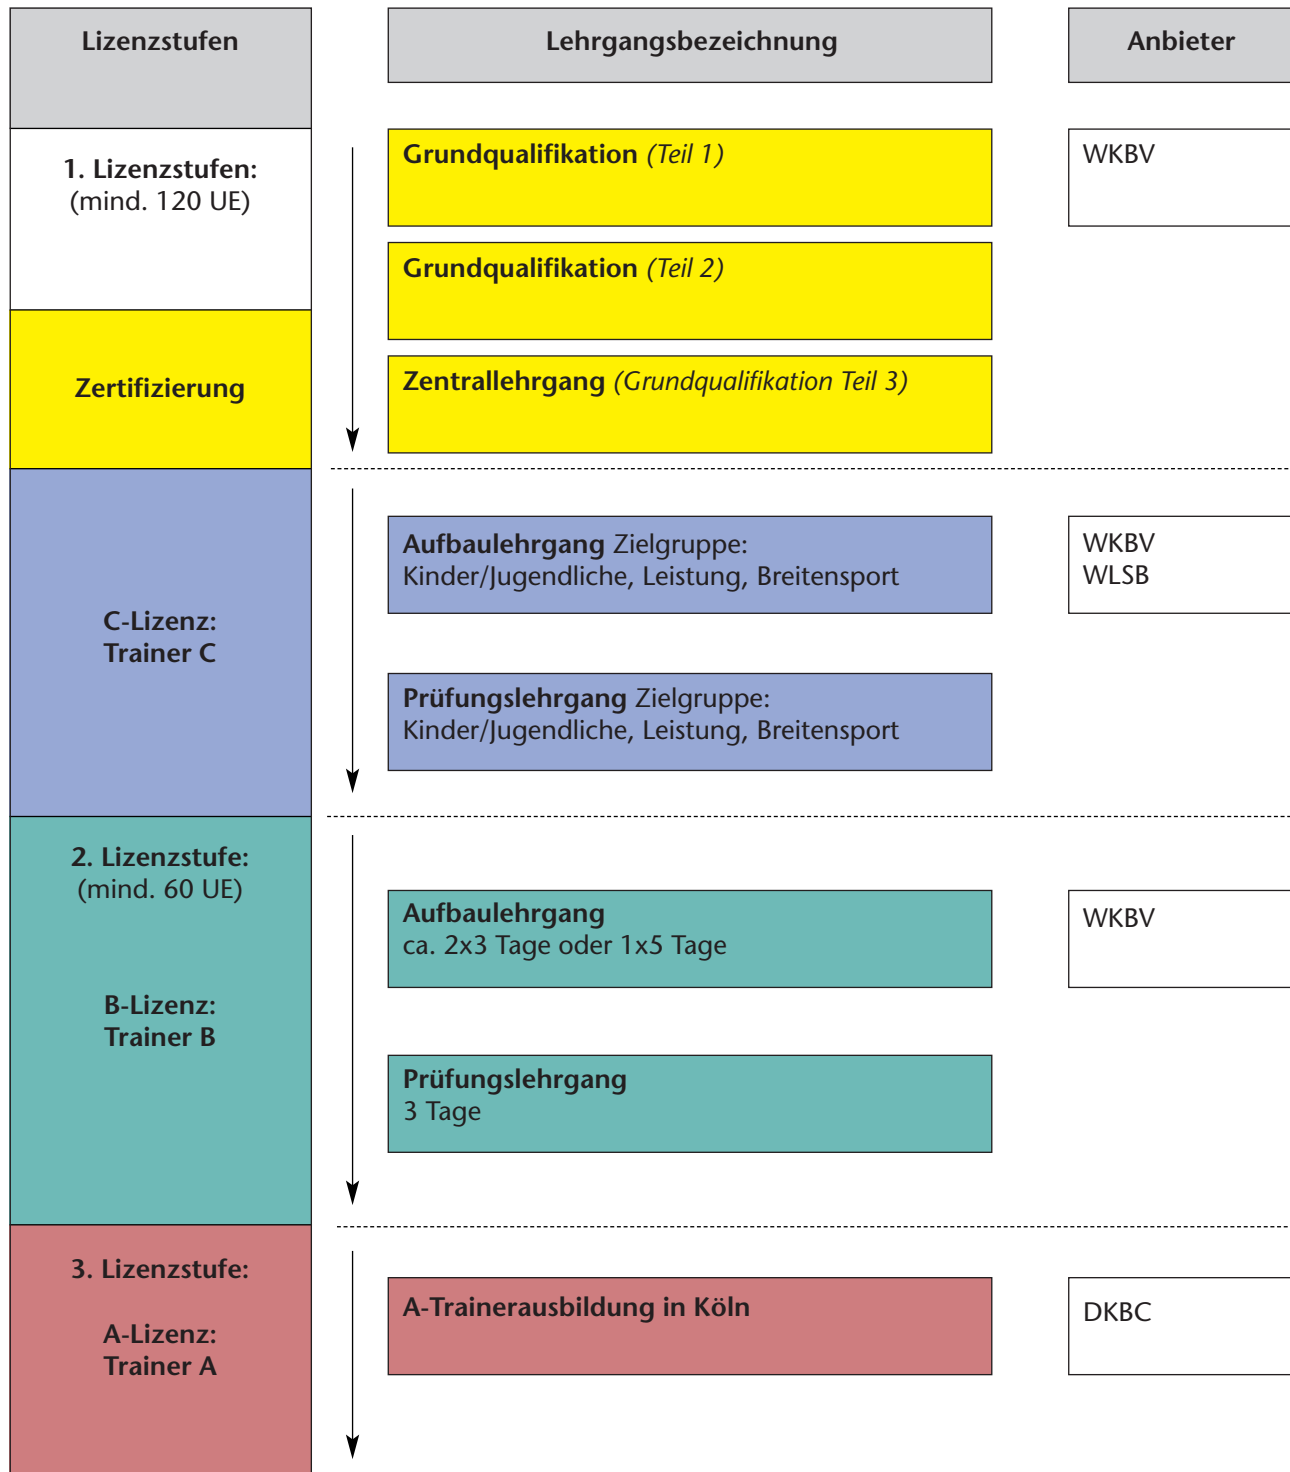 Lizenzstufen
Lehrgangsbezeichnung
Anbieter
1. Lizenzstufen:
(mind. 120 UE)
Grundqualifikation (Teil 1)
WKBV
Grundqualifikation (Teil 2)
Zertifizierung
Zentrallehrgang (Grundqualifikation Teil 3)
C-Lizenz:
Trainer C
Aufbaulehrgang Zielgruppe:
Kinder/Jugendliche, Leistung, Breitensport
WKBV
WLSB
Prüfungslehrgang Zielgruppe:
Kinder/Jugendliche, Leistung, Breitensport
2. Lizenzstufe:
(mind. 60 UE)
B-Lizenz:
Trainer B
Aufbaulehrgang
ca. 2x3 Tage oder 1x5 Tage
WKBV
Prüfungslehrgang
3 Tage
3. Lizenzstufe:
A-Lizenz:
Trainer A
A-Trainerausbildung in Köln
DKBC